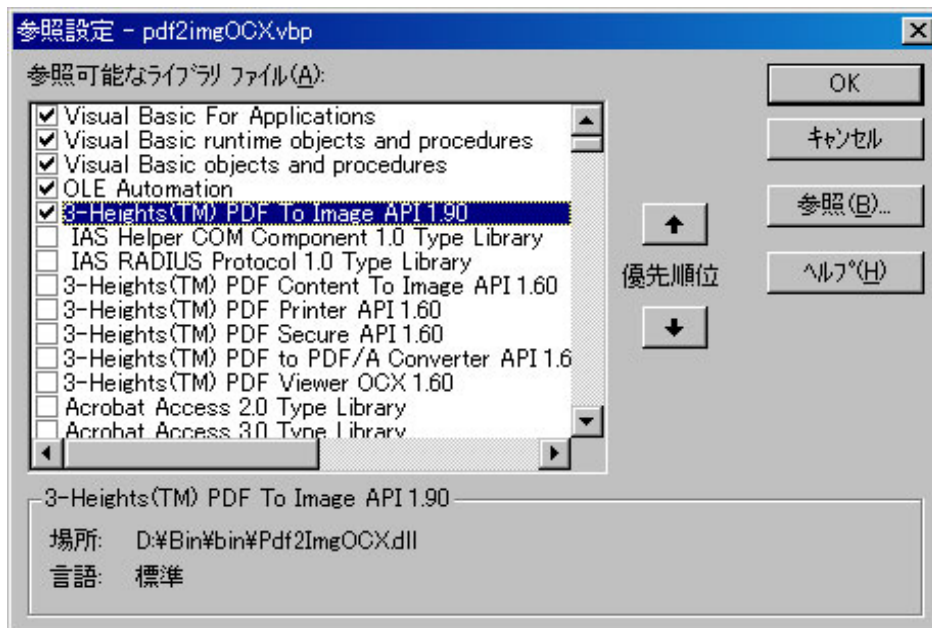 参照設定 - pdf2imgOCX.vbp
参照可能なライブラリ ファイル(A):
Visual Basic For Applications
Visual Basic runtime objects and procedures
Visual Basic objects and procedures
OLE Automation
3-Heights(TM) PDF To Image API 1.90
IAS Helper COM Component 1.0 Type Library
IAS RADIUS Protocol 1.0 Type Library
3-Heights(TM) PDF Content To Image API 1.60
3-Heights(TM) PDF Printer API 1.60
3-Heights(TM) PDF Secure API 1.60
3-Heights(TM) PDF to PDF/A Converter API 1.6
3-Heights(TM) PDF Viewer OCX 1.60
Acrobat Access 2.0 Type Library
Acrobat Access 3.0 Type Library
優先順位
OK
キャンセル
参照(B)...
ヘルプ(H)
3-Heights(TM) PDF To Image API 1.90
場所: D:¥Bin¥bin¥Pdf2ImgOCX.dll
言語: 標準